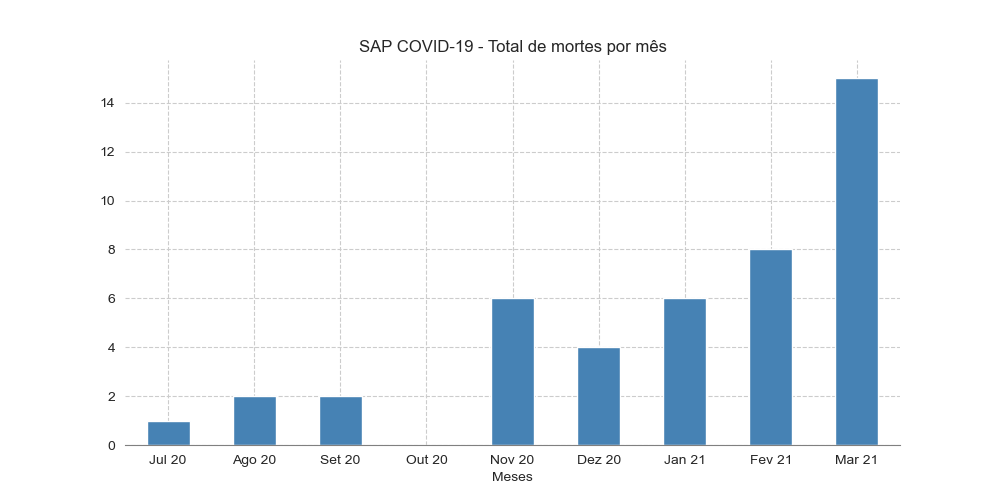 SAP COVID-19 - Total de mortes por mês
14
12
10
8
6
4
2
0
Jul 20 Ago 20 Set 20 Out 20 Nov 20 Dez 20 Jan 21 Fev 21 Mar 21
Meses